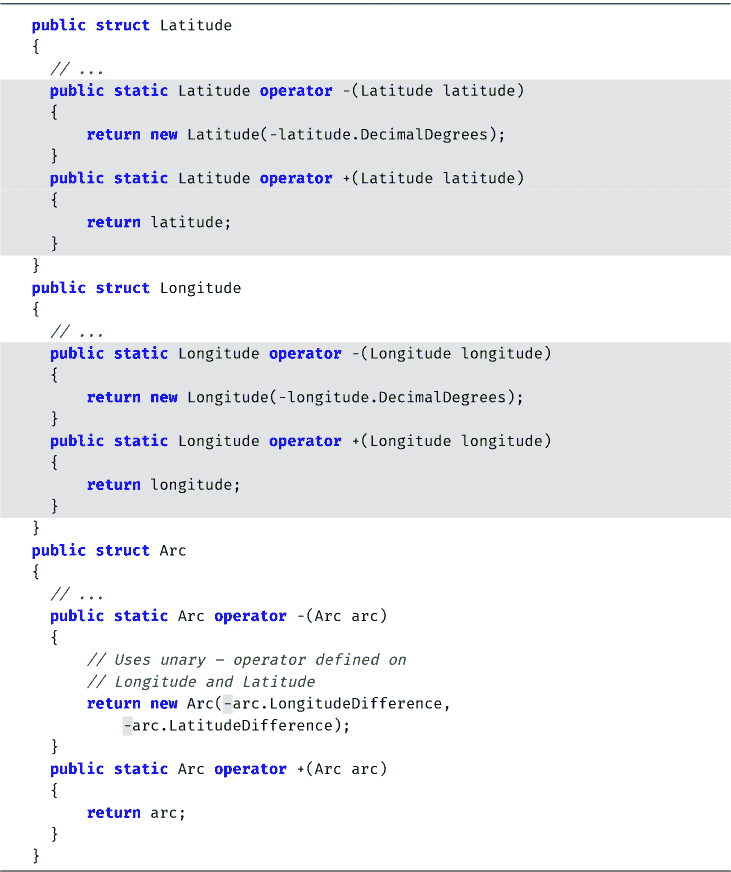 public struct Latitude
{
  // ...
  public static Latitude operator -(Latitude latitude)
  {
      return new Latitude(-latitude.DecimalDegrees);
  }
  public static Latitude operator +(Latitude latitude)
  {
      return latitude;
  }
}
public struct Longitude
{
  // ...
  public static Longitude operator -(Longitude longitude)
  {
      return new Longitude(-longitude.DecimalDegrees);
  }
  public static Longitude operator +(Longitude longitude)
  {
      return longitude;
  }
}
public struct Arc
{
  // ...
  public static Arc operator -(Arc arc)
  {
      // Uses unary – operator defined on
      // Longitude and Latitude
      return new Arc(-arc.LongitudeDifference,
          -arc.LatitudeDifference);
  }
  public static Arc operator +(Arc arc)
  {
      return arc;
  }
}